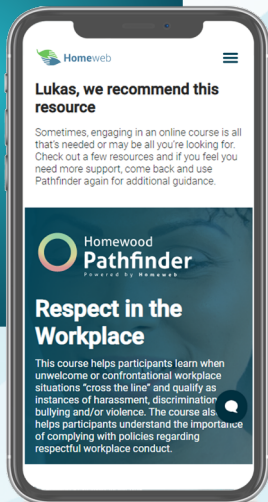 Homeweb
Lukas, we recommend this
resource
Sometimes, engaging in an online course is all
that's needed or may be all you're looking for.
Check out a few resources and if you feel you
need more support, come back and use
Pathfinder again for additional guidance.
Homewood
Pathfinder
Powered by Homeweb
Respect in the
Workplace
This course helps participants learn when
unwelcome or confrontational workplace
situations “cross the line” and qualify as
instances of harassment, discrimination
bullying and/or violence. The course also
helps participants understand the importance
of complying with policies regarding
respectful workplace conduct.